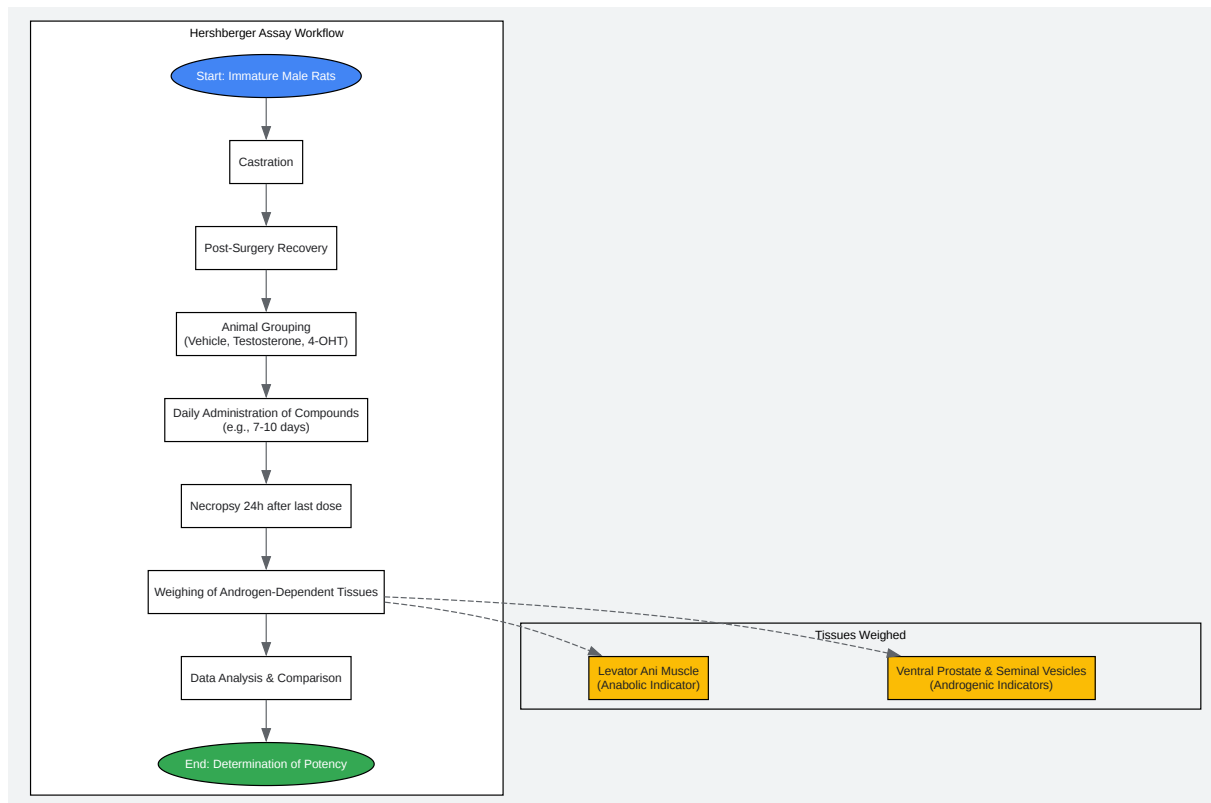 Hershberger Assay Workflow
Start: Immature Male Rats
Castration
Post-Surgery Recovery
Animal Grouping
(Vehicle, Testosterone, 4-OHT)
Daily Administration of Compounds
(e.g., 7-10 days)
Necropsy 24h after last dose
Weighing of Androgen-Dependent Tissues
Data Analysis & Comparison
End: Determination of Potency
Tissues Weighed
Levator Ani Muscle
(Anabolic Indicator)
Ventral Prostate & Seminal Vesicles
(Androgenic Indicators)